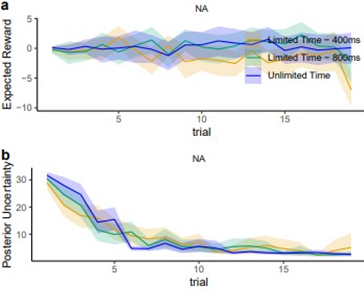 a
NA
Expected Reward
5
0
−5
−10
Limited Time − 400ms
Limited Time − 800ms
Unlimited Time
5
10
15
trial
b
NA
Posterior Uncertainty
30
20
10
5
10
15
trial